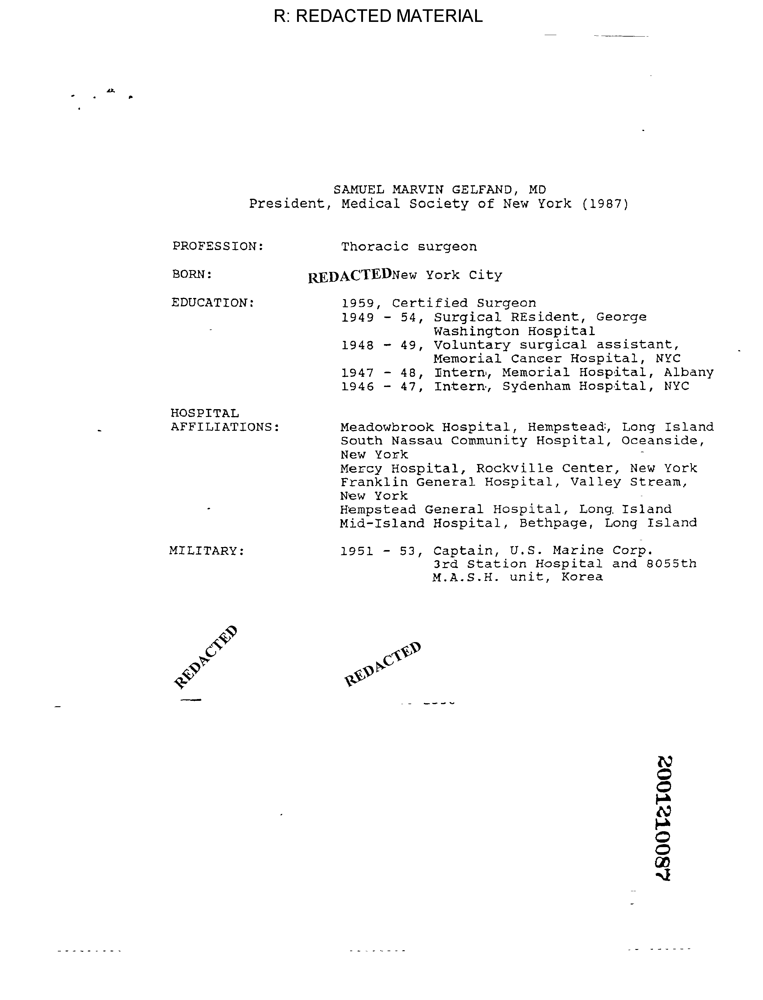 R: REDACTED MATERIAL
SAMUEL MARVIN GELFAND, MD
President, Medical Society of New York (1987)
PROFESSION: Thoracic surgeon
BORN: REDACTED New York City
EDUCATION: 1959, Certified Surgeon
1949 - 54, Surgical REsident, George
Washington Hospital
1948 - 49, Voluntary surgical assistant,
Memorial Cancer Hospital, NYC
1947 - 48, Intern, Memorial Hospital, Albany
1946 - 47, Intern, Sydenham Hospital, NYC
HOSPITAL
AFFILIATIONS: Meadowbrook Hospital, Hempstead, Long Island
South Nassau Community Hospital, Oceanside,
New York
Mercy Hospital, Rockville Center, New York
Franklin General Hospital, Valley Stream,
New York
Hempstead General Hospital, Long Island
Mid-Island Hospital, Bethpage, Long Island
MILITARY: 1951 - 53, Captain, U.S. Marine Corp.
3rd Station Hospital and 8055th
M.A.S.H. unit, Korea
REDACTED REDACTED
2001210087